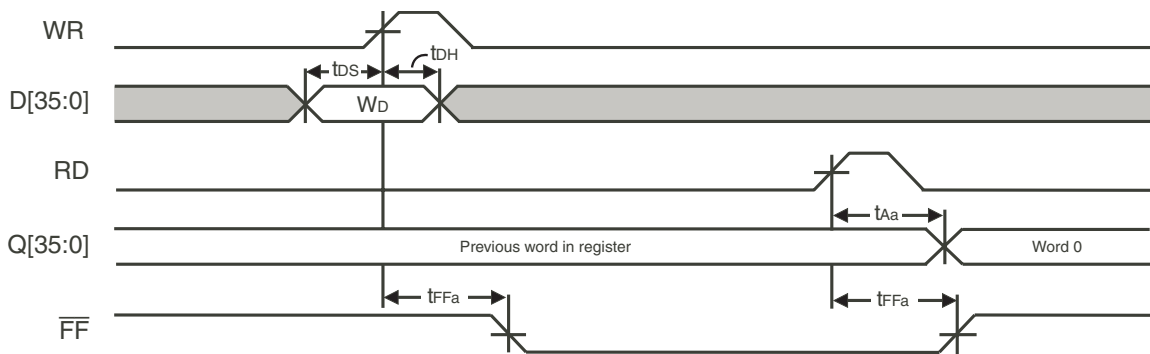 WR
tDS
tDH
D[35:0]
WD
RD
tAa
Q[35:0]
Previous word in register
Word 0
tFFa
tFFa
FF